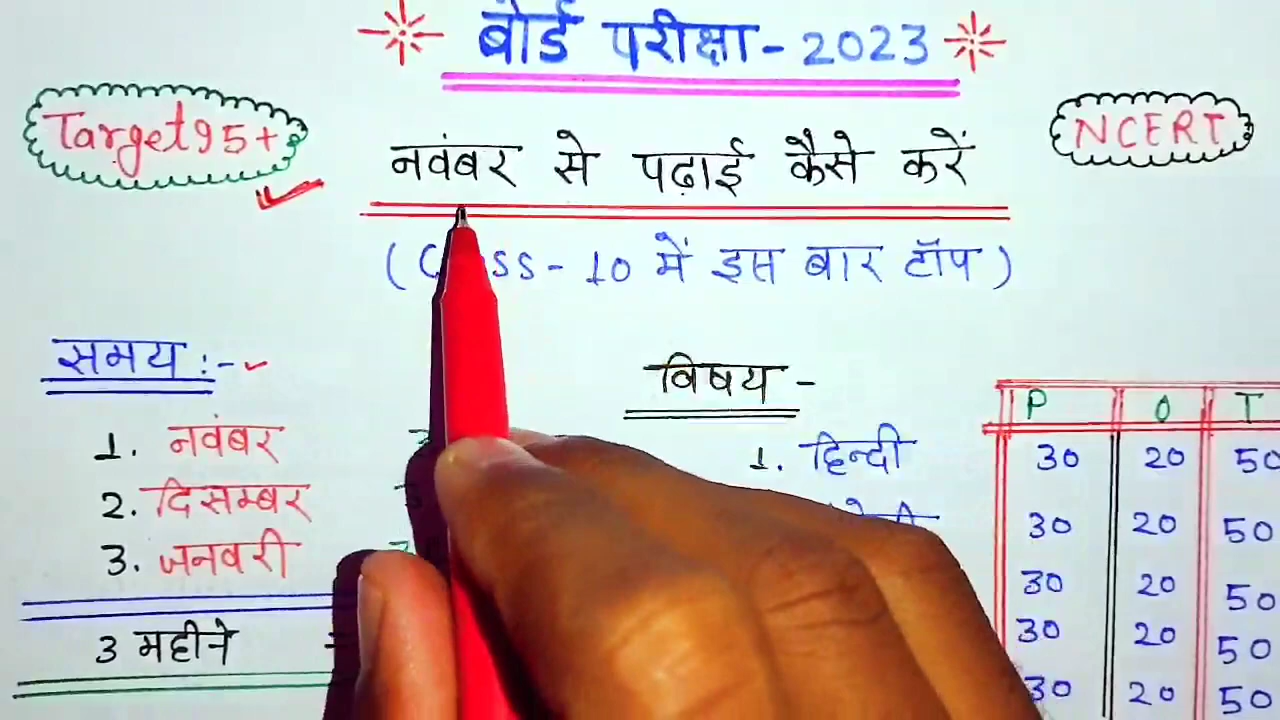 बोर्ड परीक्षा - 2023
Target 95+
NCERT
नवंबर से पढ़ाई कैसे करें
- 10 में इस बार टॉप)
समय :-
1. नवंबर
2. दिसम्बर
3. जनवरी
3 महीने =
विषय -
1. हिन्दी
P O T
30 20 50
30 20 50
30 20 50
30 20 50
30 20 50